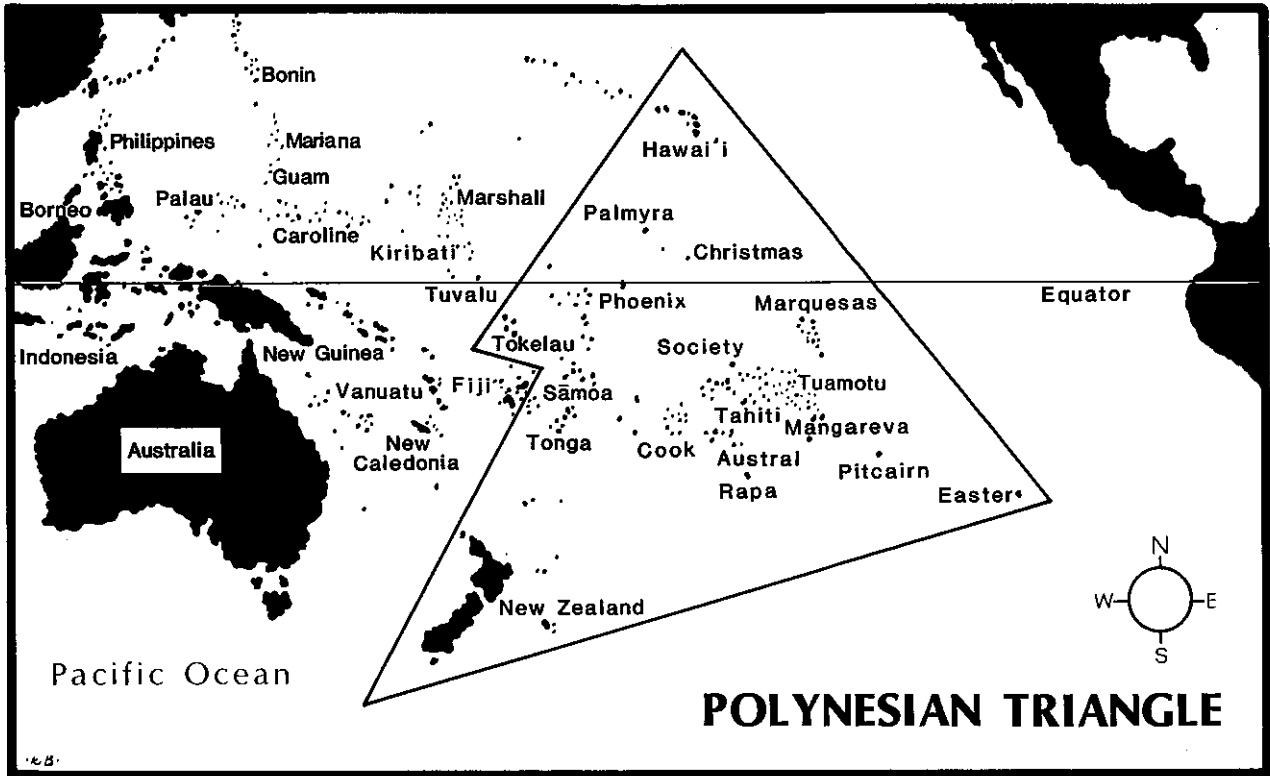 Bonin
Philippines
Mariana
Hawai'i
Guam
Palau
Marshall
Borneo
Palmyra
Caroline
Kiribati
Christmas
Tuvalu
Phoenix
Marquesas
Equator
Indonesia
New Guinea
Tokelau
Society
Vanuatu
Fiji
Sāmoa
Tuamotu
Tahiti
Mangareva
Tonga
Australia
New
Caledonia
Cook
Austral
Pitcairn
Rapa
Easter
New Zealand
N
W
E
S
Pacific Ocean
POLYNESIAN TRIANGLE